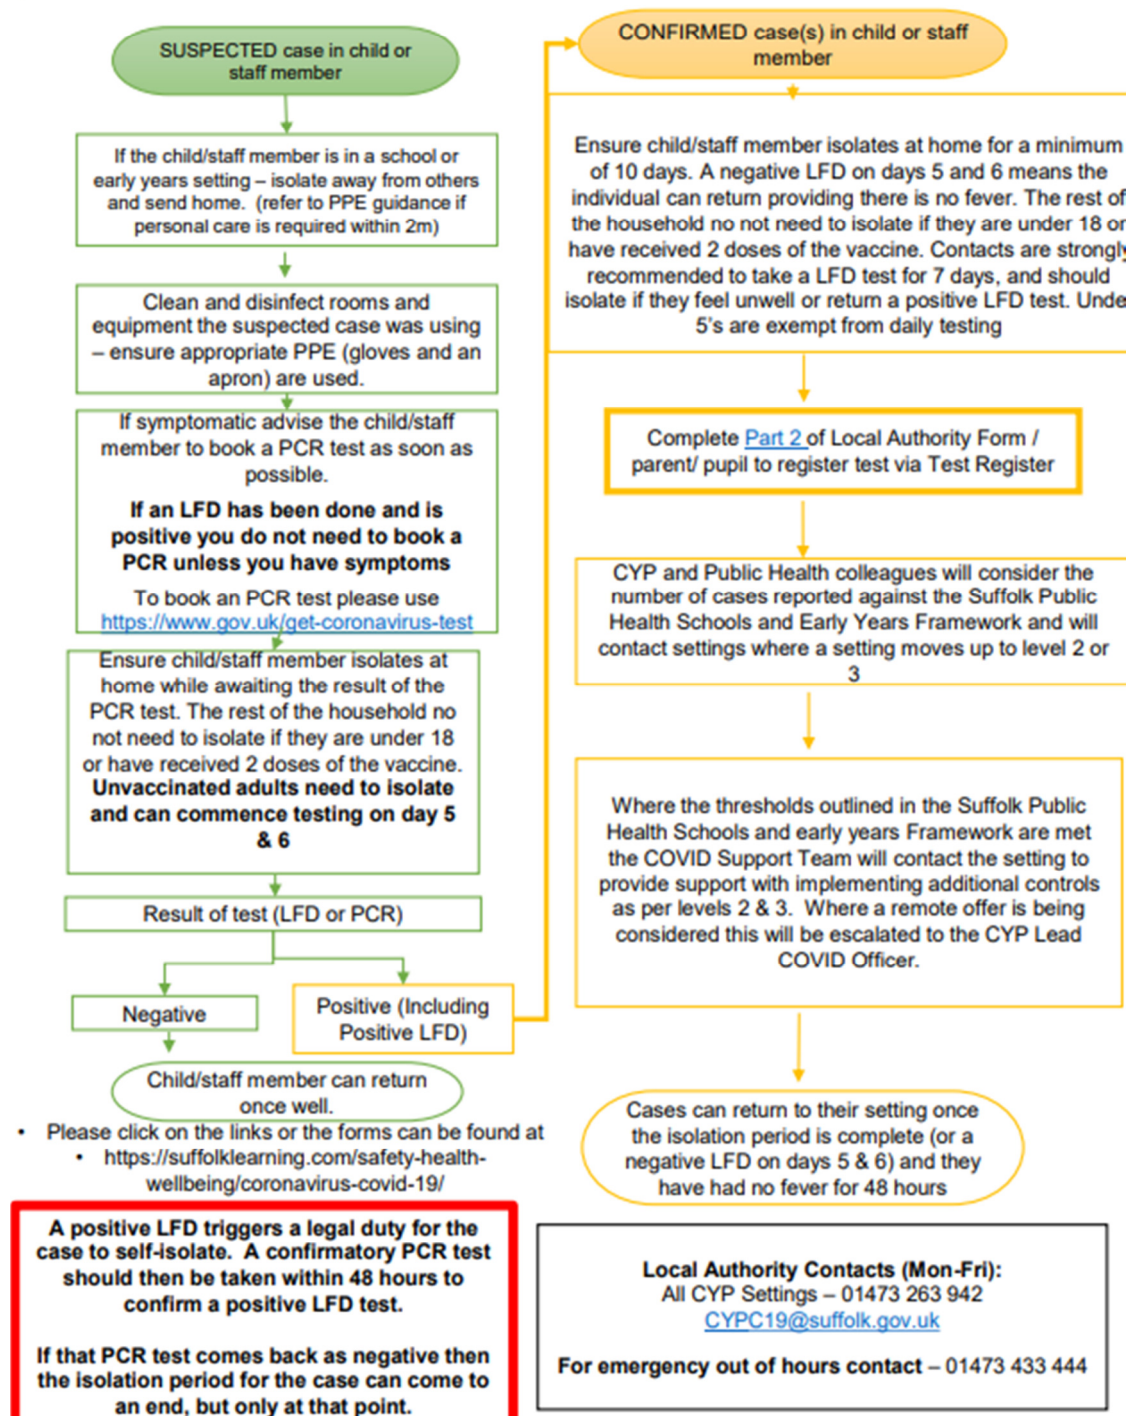 SUSPECTED case in child or
staff member
If the child/staff member is in a school or
early years setting – isolate away from others
and send home.  (refer to PPE guidance if
personal care is required within 2m)
Clean and disinfect rooms and
equipment the suspected case was using
– ensure appropriate PPE (gloves and an
apron) are used.
If symptomatic advise the child/staff
member to book a PCR test as soon as
possible.
If an LFD has been done and is
positive you do not need to book a
PCR unless you have symptoms
To book an PCR test please use
https://www.gov.uk/get-coronavirus-test
Ensure child/staff member isolates at
home while awaiting the result of the
PCR test. The rest of the household no
not need to isolate if they are under 18
or have received 2 doses of the vaccine.
Unvaccinated adults need to isolate
and can commence testing on day 5
& 6
Result of test (LFD or PCR)
Negative
Positive (Including
Positive LFD)
Child/staff member can return
once well.
• Please click on the links or the forms can be found at
• https://suffolklearning.com/safety-health-
wellbeing/coronavirus-covid-19/
A positive LFD triggers a legal duty for the
case to self-isolate.  A confirmatory PCR test
should then be taken within 48 hours to
confirm a positive LFD test.
If that PCR test comes back as negative then
the isolation period for the case can come to
an end, but only at that point.
CONFIRMED case(s) in child or staff
member
Ensure child/staff member isolates at home for a minimum
of 10 days. A negative LFD on days 5 and 6 means the
individual can return providing there is no fever. The rest of
the household no not need to isolate if they are under 18 or
have received 2 doses of the vaccine. Contacts are strongly
recommended to take a LFD test for 7 days, and should
isolate if they feel unwell or return a positive LFD test. Unde
5's are exempt from daily testing
Complete Part 2 of Local Authority Form /
parent/ pupil to register test via Test Register
CYP and Public Health colleagues will consider the
number of cases reported against the Suffolk Public
Health Schools and Early Years Framework and will
contact settings where a setting moves up to level 2 or
3
Where the thresholds outlined in the Suffolk Public
Health Schools and early years Framework are met
the COVID Support Team will contact the setting to
provide support with implementing additional controls
as per levels 2 & 3.  Where a remote offer is being
considered this will be escalated to the CYP Lead
COVID Officer.
Cases can return to their setting once
the isolation period is complete (or a
negative LFD on days 5 & 6) and they
have had no fever for 48 hours
Local Authority Contacts (Mon-Fri):
All CYP Settings – 01473 263 942
CYPC19@suffolk.gov.uk
For emergency out of hours contact – 01473 433 444